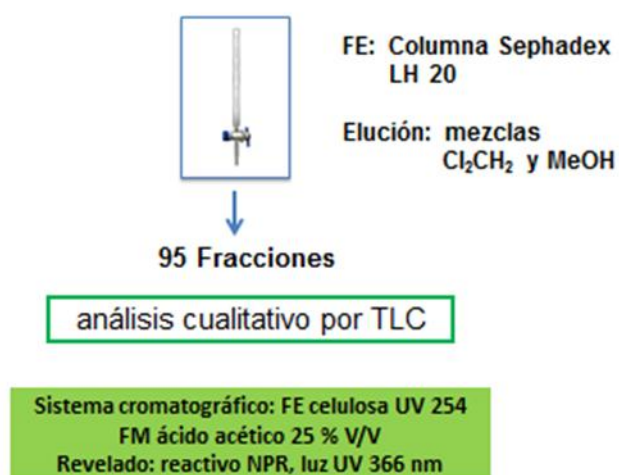 FE: Columna Sephadex
LH 20
Elución: mezclas
Cl₂CH₂ y MeOH
95 Fracciones
análisis cualitativo por TLC
Sistema cromatográfico: FE celulosa UV 254
FM ácido acético 25 % V/V
Revelado: reactivo NPR, luz UV 366 nm